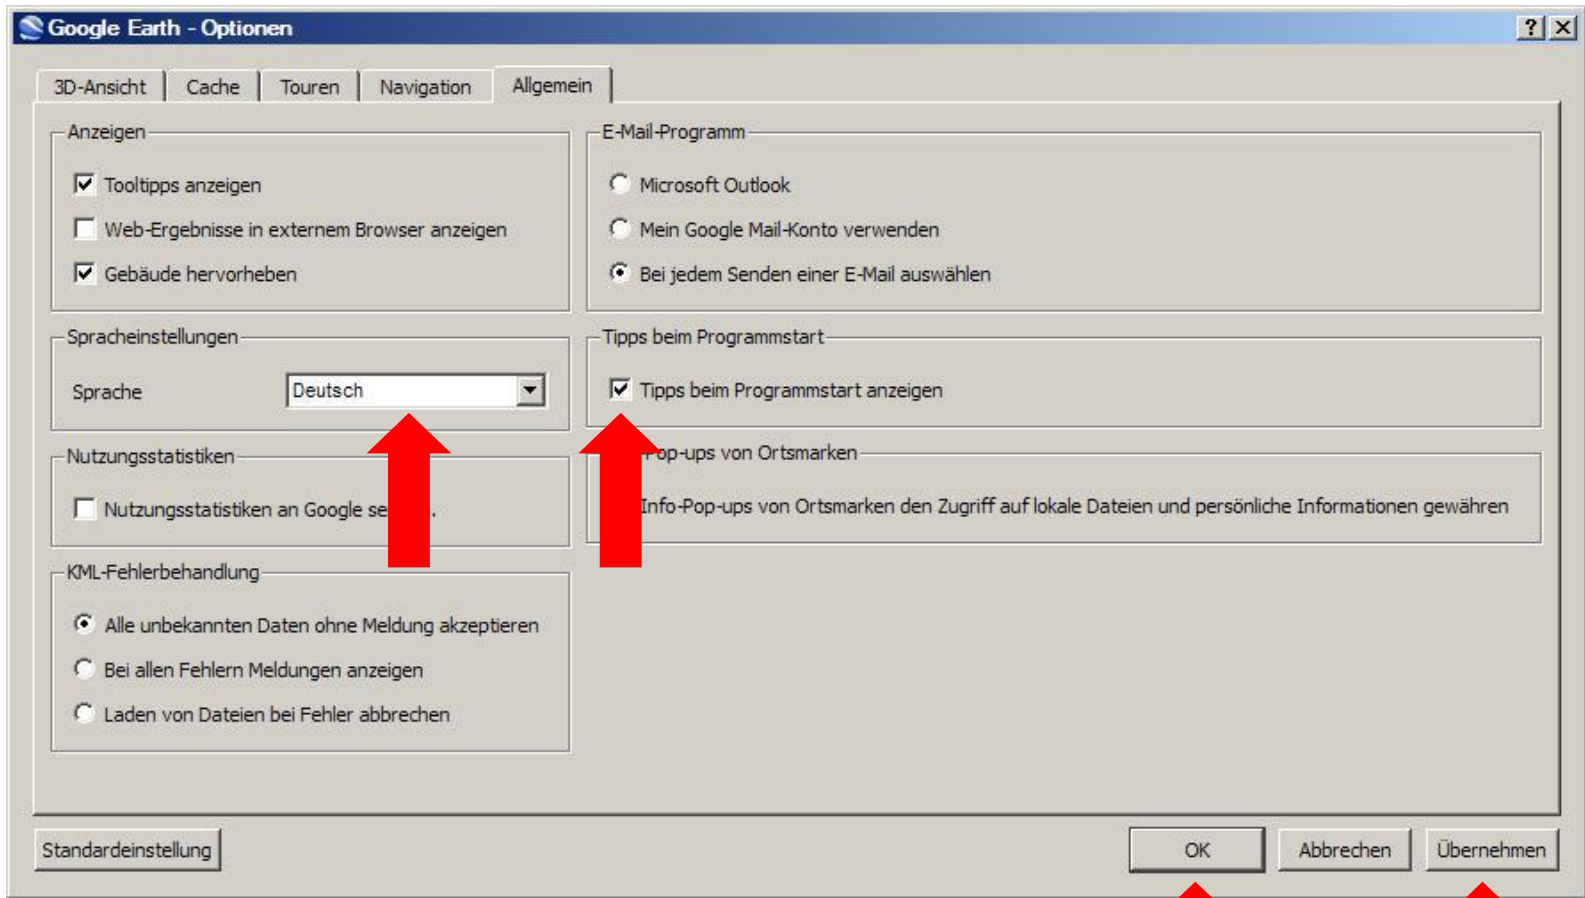 Google Earth - Optionen
3D-Ansicht Cache Touren Navigation Allgemein
Anzeigen
Tooltipps anzeigen
Web-Ergebnisse in externem Browser anzeigen
Gebäude hervorheben
Spracheinstellungen
Sprache Deutsch
Nutzungsstatistiken
Nutzungsstatistiken an Google
KML-Fehlerbehandlung
Alle unbekannten Daten ohne Meldung akzeptieren
Bei allen Fehlern Meldungen anzeigen
Laden von Dateien bei Fehler abbrechen
E-Mail-Programm
Microsoft Outlook
Mein Google Mail-Konto verwenden
Bei jedem Senden einer E-Mail auswählen
Tipps beim Programmstart
Tipps beim Programmstart anzeigen
Pop-ups von Ortsmarken
Info-Pop-ups von Ortsmarken den Zugriff auf lokale Dateien und persönliche Informationen gewähren
Standardeinstellung OK Abbrechen Übernehmen